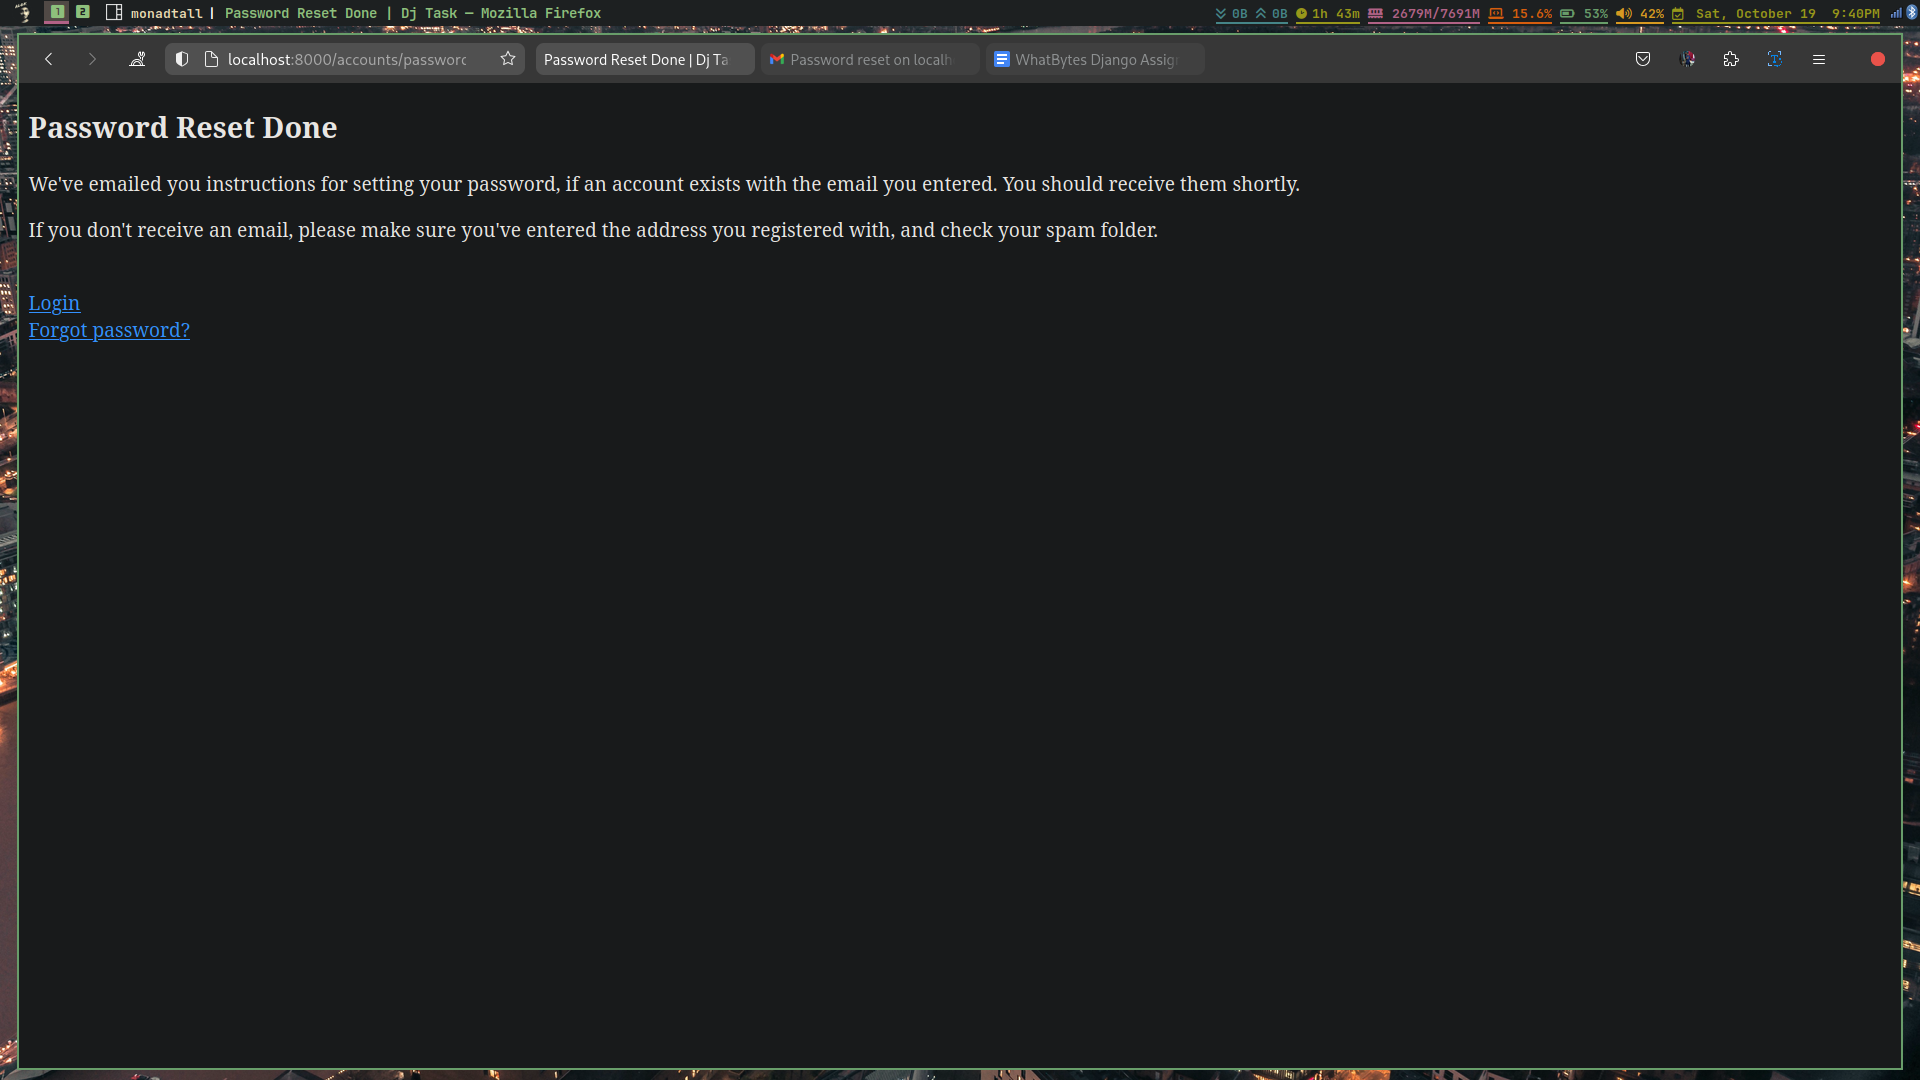 1 2 monadtall | Password Reset Done | Dj Task — Mozilla Firefox 0B 0B 1h 43m 2679M/7691M 15.6% 53% 42% Sat, October 19 9:40PM
localhost:8000/accounts/password Password Reset Done | Dj Ta Password reset on localh WhatBytes Django Assig
Password Reset Done
We've emailed you instructions for setting your password, if an account exists with the email you entered. You should receive them shortly.
If you don't receive an email, please make sure you've entered the address you registered with, and check your spam folder.
Login
Forgot password?